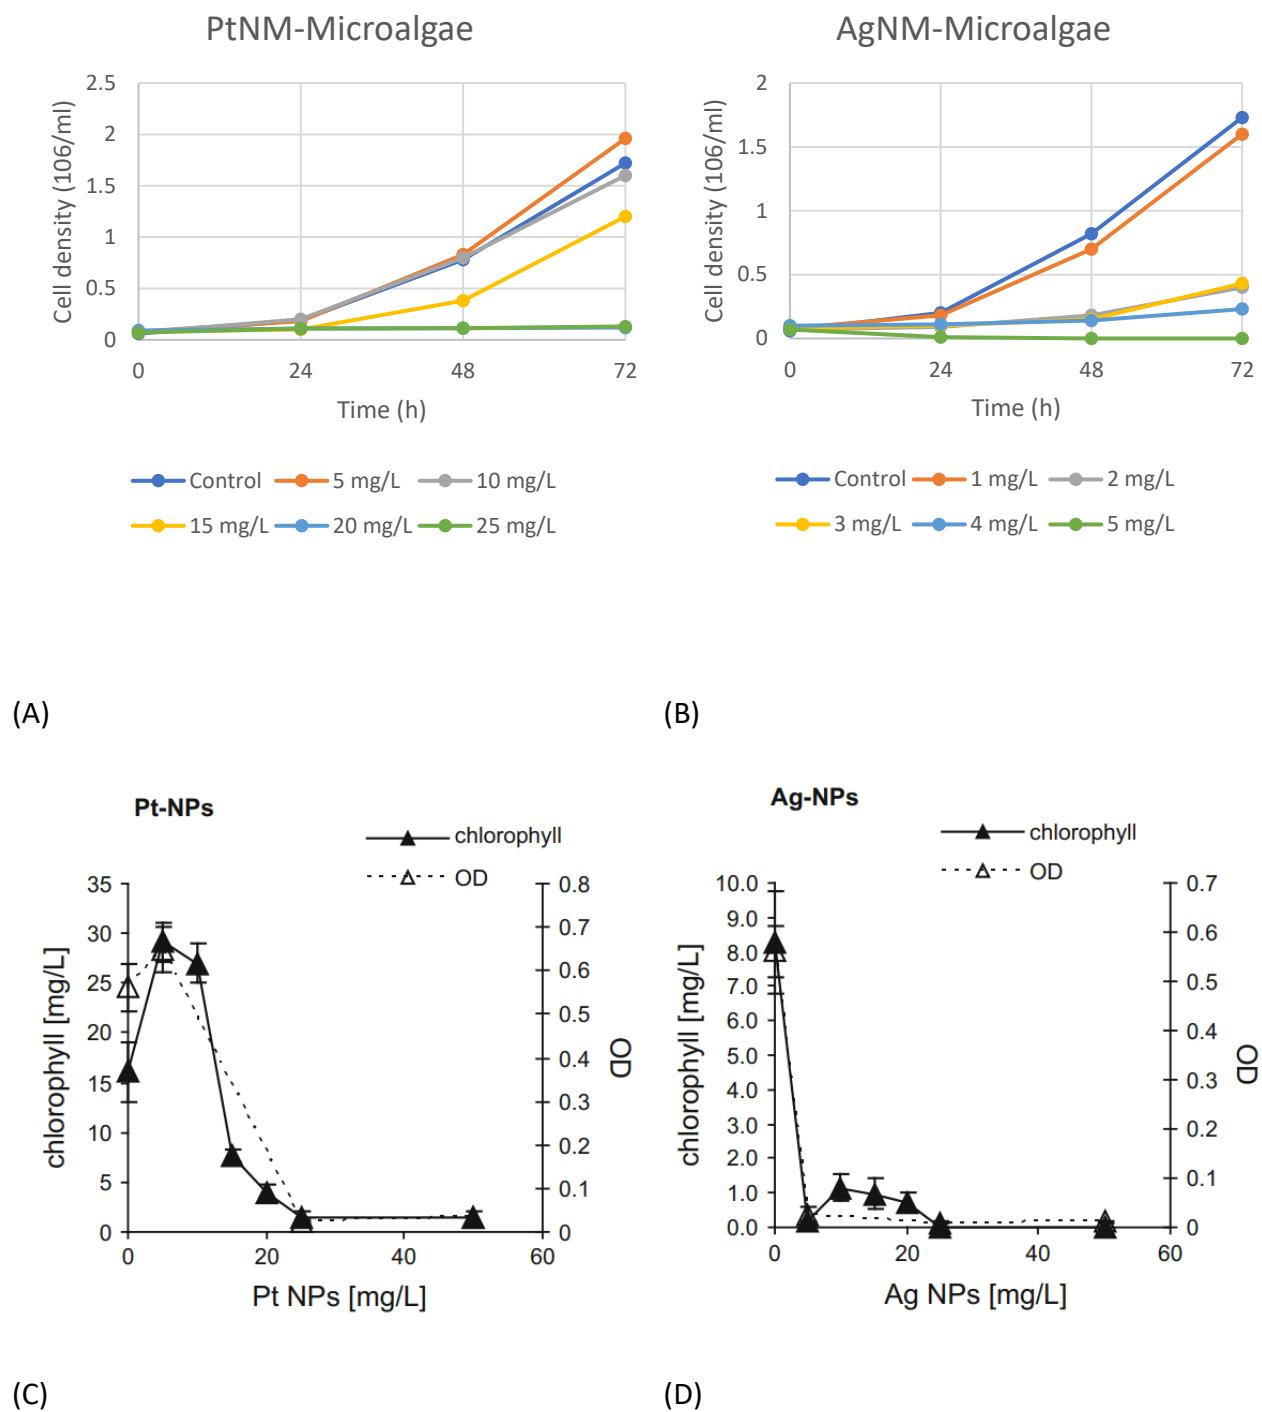 PtNM-Microalgae
2.5
2
1.5
1
0.5
0
Cell density (106/ml)
0 24 48 72
Time (h)
Control 5 mg/L 10 mg/L
15 mg/L 20 mg/L 25 mg/L
(A)
AgNM-Microalgae
2
1.5
1
0.5
0
Cell density (106/ml)
0 24 48 72
Time (h)
Control 1 mg/L 2 mg/L
3 mg/L 4 mg/L 5 mg/L
(B)
Pt-NPs
chlorophyll
OD
35
30
25
20
15
10
5
0
chlorophyll [mg/L]
0.8
0.7
0.6
0.5
0.4
0.3
0.2
0.1
0
OD
0 20 40 60
Pt NPs [mg/L]
(C)
Ag-NPs
chlorophyll
OD
10.0
9.0
8.0
7.0
6.0
5.0
4.0
3.0
2.0
1.0
0.0
chlorophyll [mg/L]
0.7
0.6
0.5
0.4
0.3
0.2
0.1
0
OD
0 20 40 60
Ag NPs [mg/L]
(D)